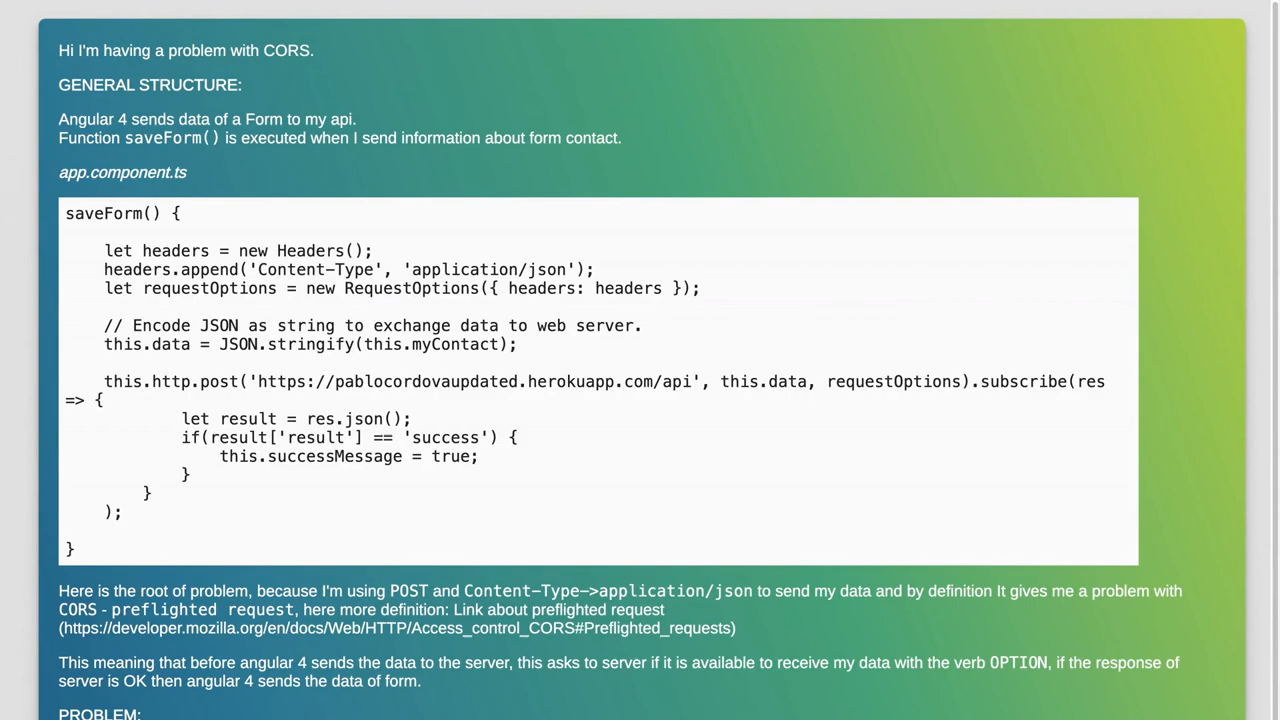 Hi I'm having a problem with CORS.
GENERAL STRUCTURE:
Angular 4 sends data of a Form to my api.
Function saveForm() is executed when I send information about form contact.
app.component.ts
saveForm() {
let headers = new Headers();
headers.append('Content-Type', 'application/json');
let requestOptions = new RequestOptions({ headers: headers });
// Encode JSON as string to exchange data to web server.
this.data = JSON.stringify(this.myContact);
this.http.post('https://pablocordovaupdated.herokuapp.com/api', this.data, requestOptions).subscribe(res
=> {
let result = res.json();
if(result['result'] == 'success') {
this.successMessage = true;
}
}
);
}
Here is the root of problem, because I'm using POST and Content-Type->application/json to send my data and by definition It gives me a problem with
CORS - preflighted request, here more definition: Link about preflighted request
(https://developer.mozilla.org/en/docs/Web/HTTP/Access_control_CORS#Preflighted_requests)
This meaning that before angular 4 sends the data to the server, this asks to server if it is available to receive my data with the verb OPTION, if the response of
server is OK then angular 4 sends the data of form.
PROBLEM: